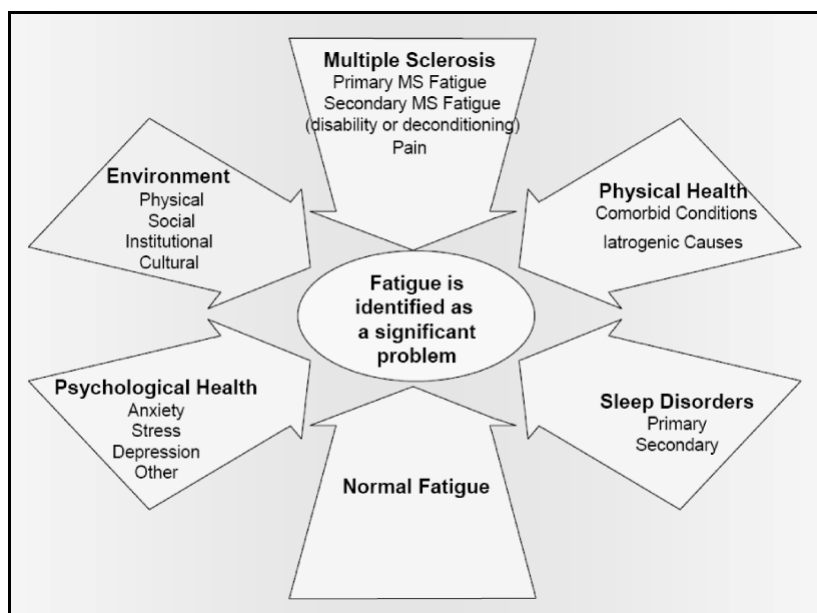 Multiple Sclerosis
Primary MS Fatigue
Secondary MS Fatigue
(disability or deconditioning)
Pain
Environment
Physical
Social
Institutional
Cultural
Physical Health
Comorbid Conditions
Iatrogenic Causes
Fatigue is
identified as
a significant
problem
Psychological Health
Anxiety
Stress
Depression
Other
Sleep Disorders
Primary
Secondary
Normal Fatigue